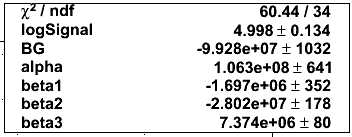 χ² / ndf 60.44 / 34
logSignal 4.998 ± 0.134
BG -9.928e+07 ± 1032
alpha 1.063e+08 ± 641
beta1 -1.697e+06 ± 352
beta2 -2.802e+07 ± 178
beta3 7.374e+06 ± 80